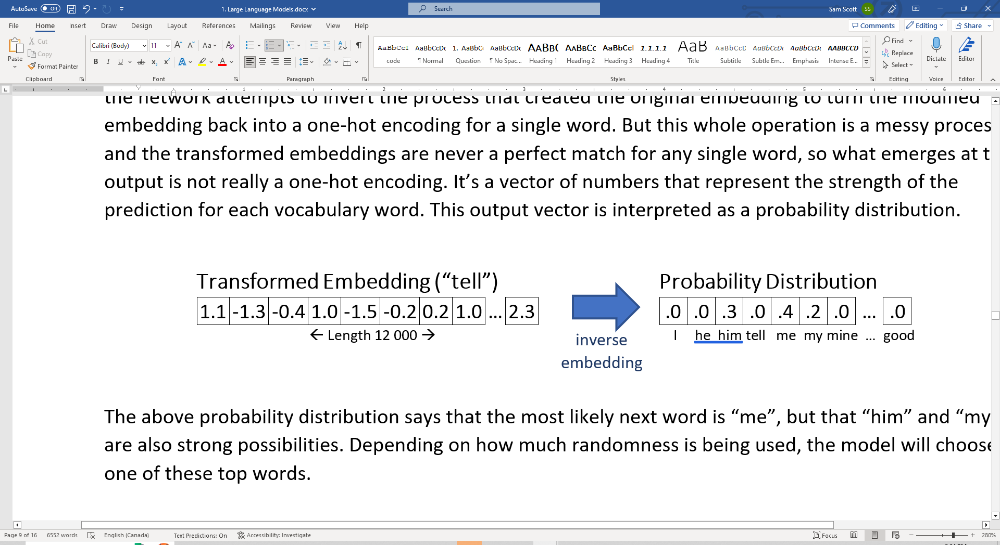 AutoSave Off
1. Large Language Models.docx
Search
Sam Scott SS
File Home Insert Draw Design Layout References Mailings Review View Help
Comments Editing Share
Paste
Cut
Copy
Format Painter
Clipboard
Calibri (Body) 11
Font
Paragraph
AaBbCcI AaBbCcDc 1. AaBbCc AaBbCcDc AABBC AABBCC AABBCCI 1.1.1.1 AaB AaBbCcD AaBbCcDc AaBbCcDc AABBCCD
code ¶ Normal Question ¶ No Spac... Heading 1 Heading 2 Heading 3 Heading 4 Title Subtitle Subtle Em... Emphasis Intense E...
Styles
Find
Replace
Select
Editing
Dictate
Voice
Editor
Editor
1 2 3 4 5 6
the network attempts to invert the process that created the original embedding to turn the modified
embedding back into a one-hot encoding for a single word. But this whole operation is a messy proces
and the transformed embeddings are never a perfect match for any single word, so what emerges at t
output is not really a one-hot encoding. It’s a vector of numbers that represent the strength of the
prediction for each vocabulary word. This output vector is interpreted as a probability distribution.
Transformed Embedding (“tell”)
1.1 -1.3 -0.4 1.0 -1.5 -0.2 0.2 1.0 ... 2.3
← Length 12 000 →
inverse
embedding
Probability Distribution
.0 .0 .3 .0 .4 .2 .0 ... .0
I he him tell me my mine ... good
The above probability distribution says that the most likely next word is “me”, but that “him” and “my
are also strong possibilities. Depending on how much randomness is being used, the model will choose
one of these top words.
Page 9 of 16 6552 words English (Canada) Text Predictions: On Accessibility: Investigate Focus 280%